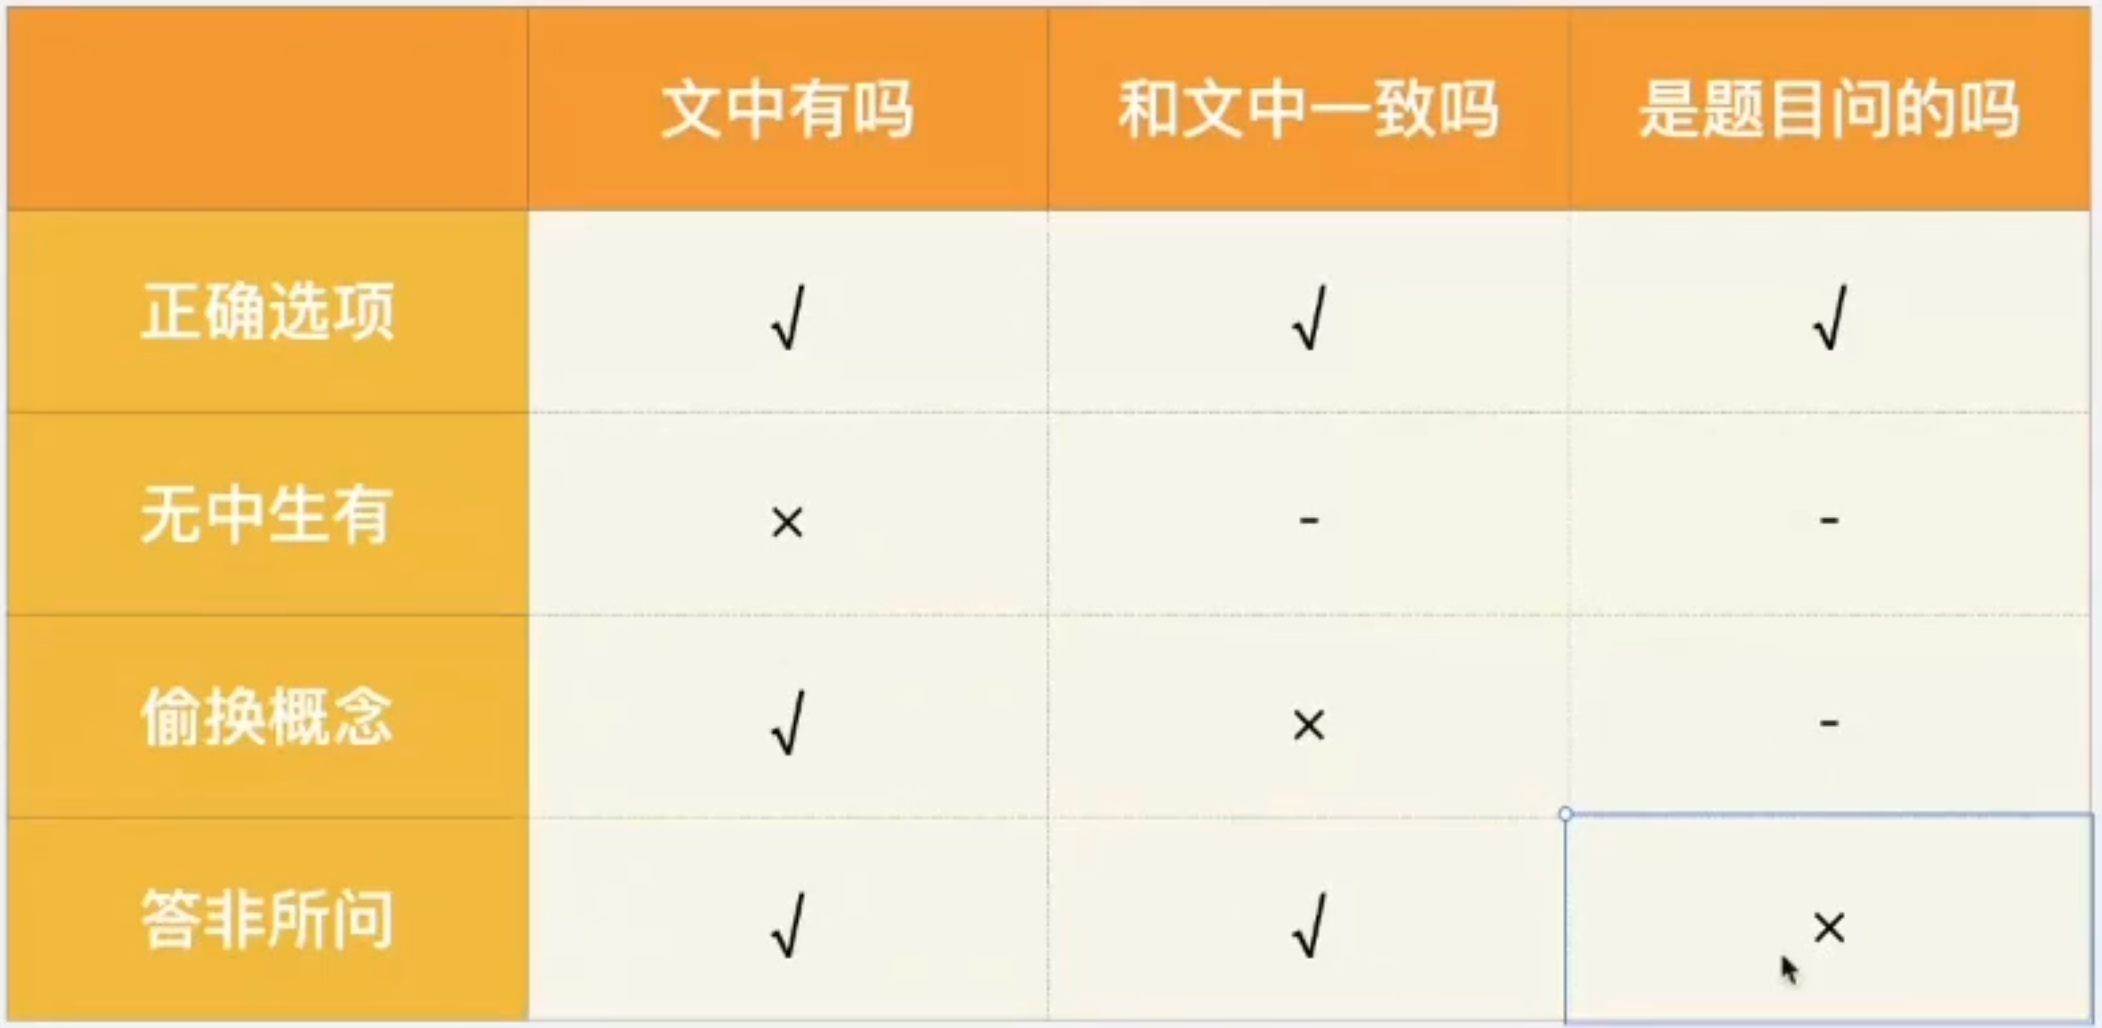 文中有吗 和文中一致吗 是题目问的吗
正确选项 √ √ √
无中生有 × - -
偷换概念 √ × -
答非所问 √ √ ×